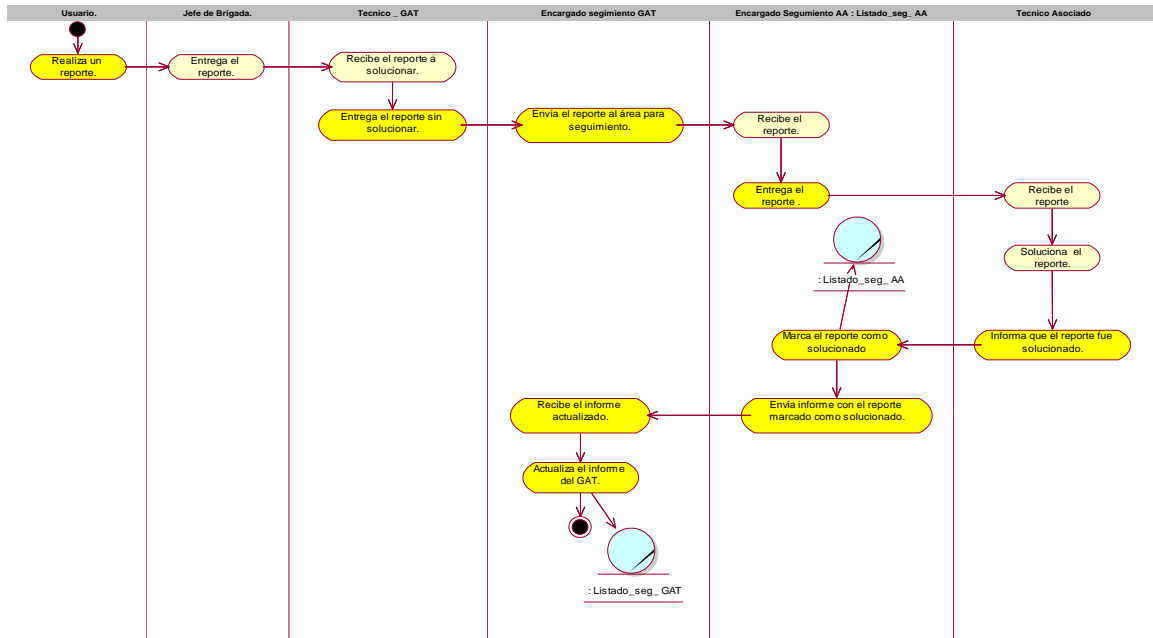 Usuario.
Jefe de Brigada.
Tecnico _ GAT
Encargado segimiento GAT
Encargado Segumiento AA : Listado_seg_ AA
Tecnico Asociado
Realiza un
reporte.
Entrega el
reporte.
Recibe el reporte a
solucionar.
Entrega el reporte sin
solucionar.
Envía el reporte al área para
seguimiento.
Recibe el
reporte.
Entrega el
reporte .
Recibe el
reporte
Soluciona el
reporte.
: Listado_seg_ AA
Informa que el reporte fue
solucionado.
Marca el reporte como
solucionado
Envía informe con el reporte
marcado como solucionado.
Recibe el informe
actualizado.
Actualiza el informe
del GAT.
: Listado_seg_ GAT